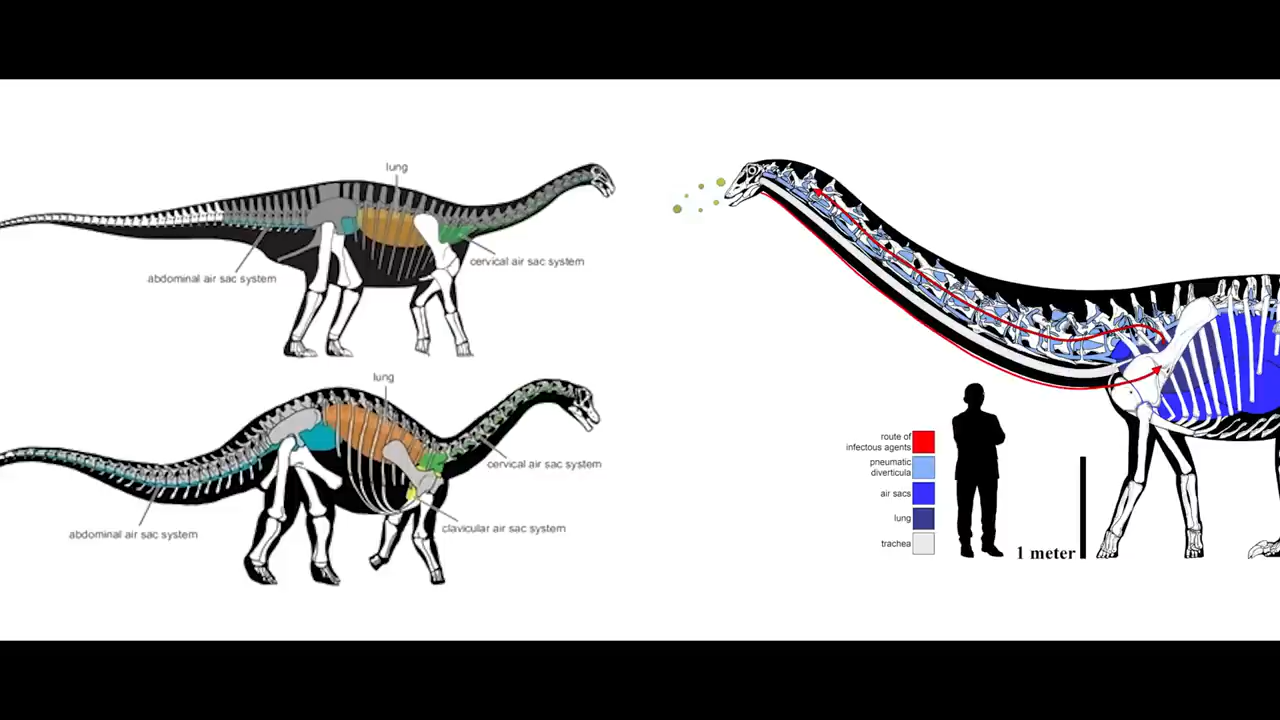 lung
abdominal air sac system
cervical air sac system
lung
cervical air sac system
clavicular air sac system
abdominal air sac system
route of
infectious agents
pneumatic
diverticula
air sacs
lung
trachea
1 meter